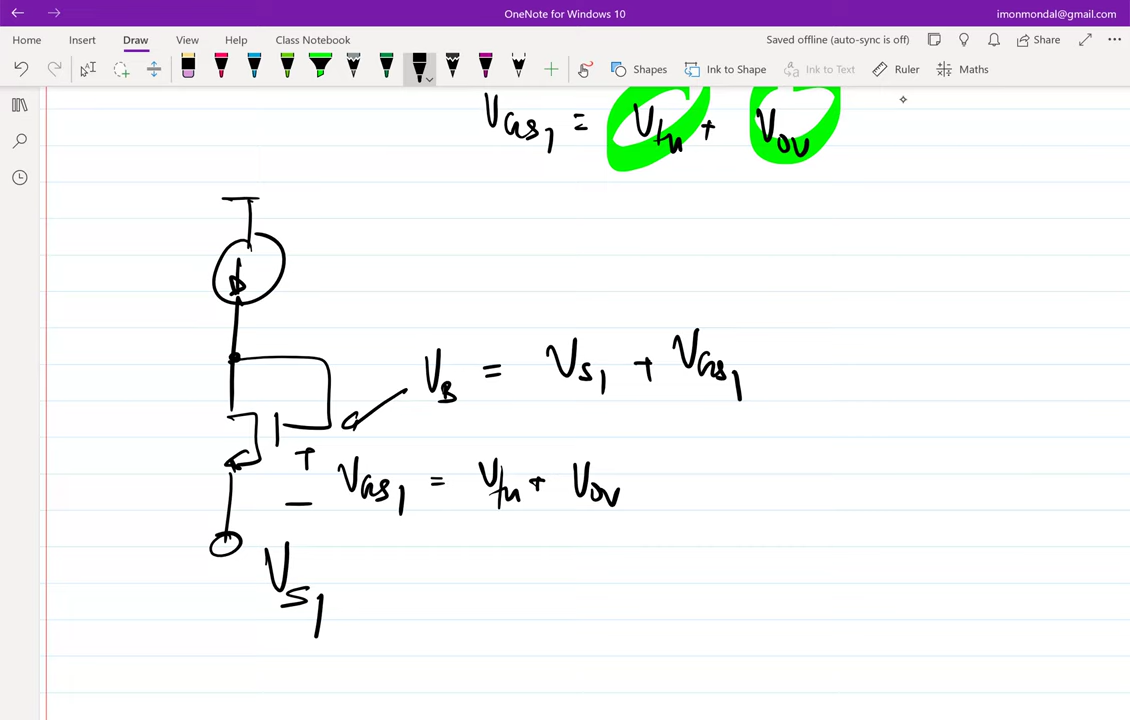 OneNote for Windows 10
imonmondal@gmail.com
Home Insert Draw View Help Class Notebook
Saved offline (auto-sync is off)
Share
Shapes
Ink to Shape
Ink to Text
Ruler
Maths
VGS1 = Vtn + VOV
VB = VS1 + VGS1
+
VGS1 = Vtn + VOV
−
VS1